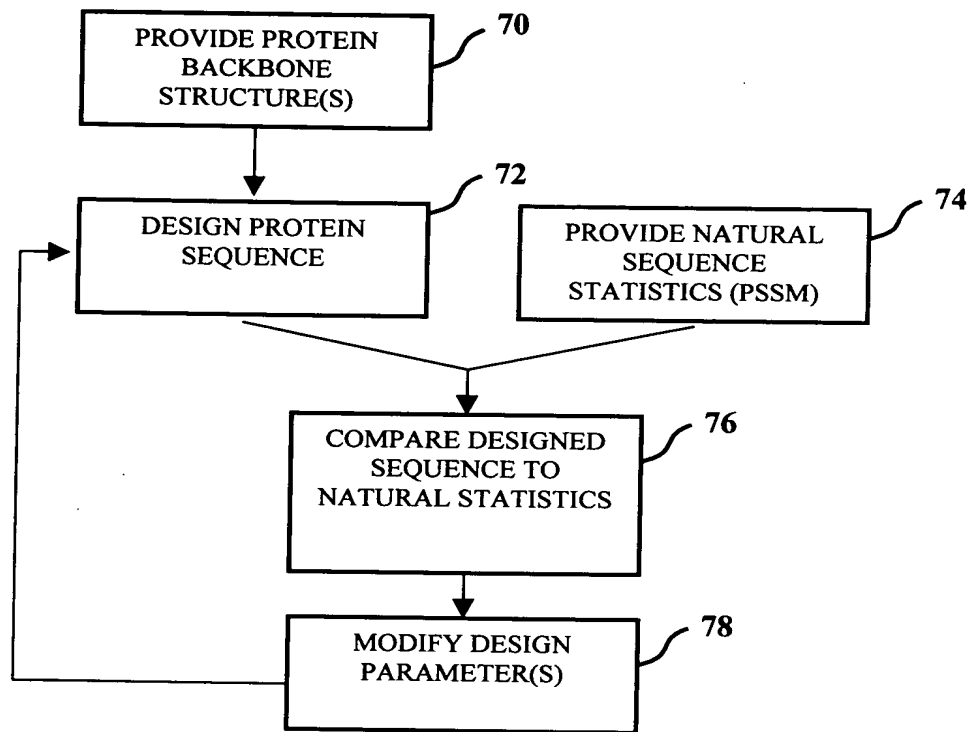 PROVIDE PROTEIN
BACKBONE
STRUCTURE(S)
70
DESIGN PROTEIN
SEQUENCE
72
PROVIDE NATURAL
SEQUENCE
STATISTICS (PSSM)
74
COMPARE DESIGNED
SEQUENCE TO
NATURAL STATISTICS
76
MODIFY DESIGN
PARAMETER(S)
78